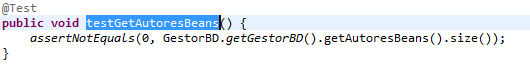 @Test
public void testGetAutoresBeans() {
assertNotEquals(0, GestorBD.getGestorBD().getAutoresBeans().size());
}